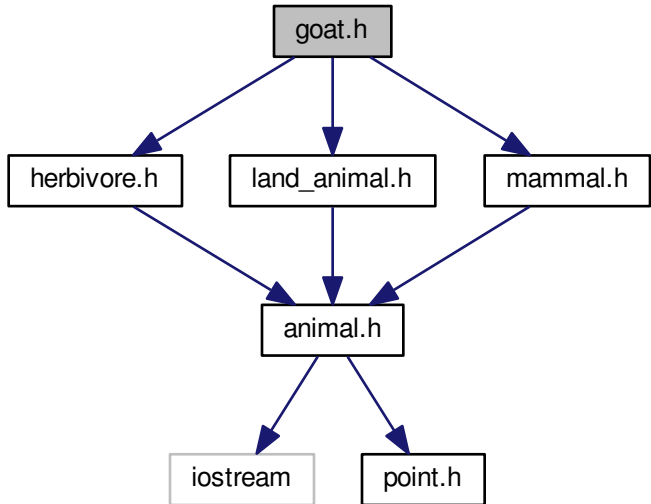 goat.h
herbivore.h
land_animal.h
mammal.h
animal.h
iostream
point.h